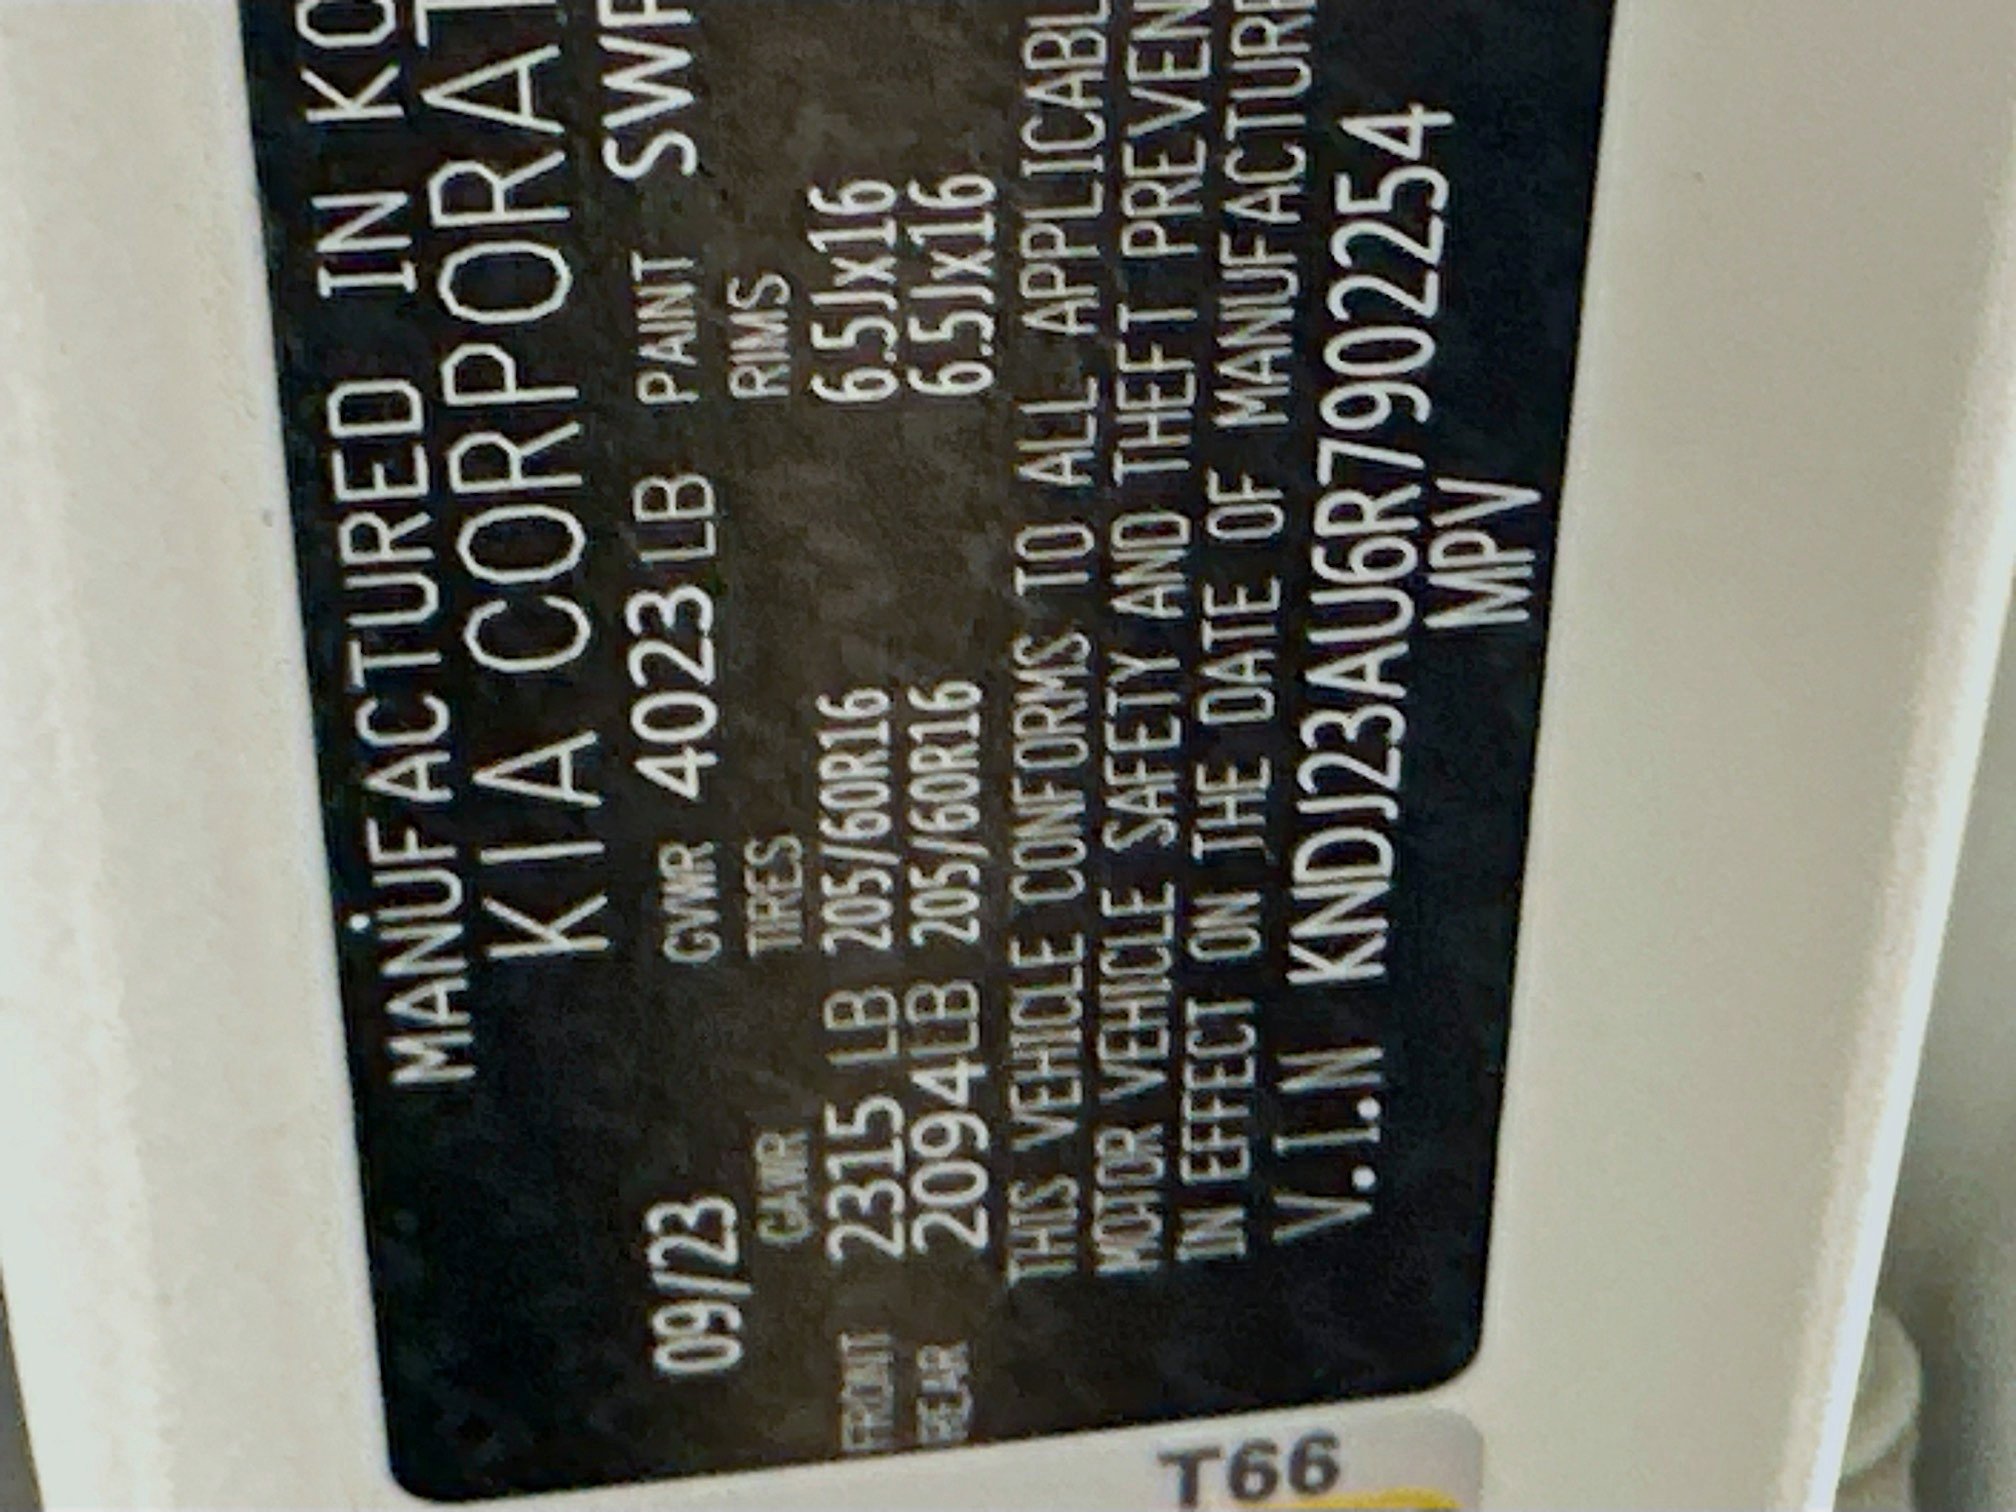 MANUFACTURED IN KO
KIA CORPORAT
09/23 GVWR 4023 LB PAINT SWP
GAWR TIRES RIMS
FRONT 2315 LB 205/60R16 6.5Jx16
REAR 2094LB 205/60R16 6.5Jx16
THIS VEHICLE CONFORMS TO ALL APPLICABL
MOTOR VEHICLE SAFETY AND THEFT PREVEN
IN EFFECT ON THE DATE OF MANUFACTURE
V.I.N KNDJ23AU6R7902254
MPV
T66